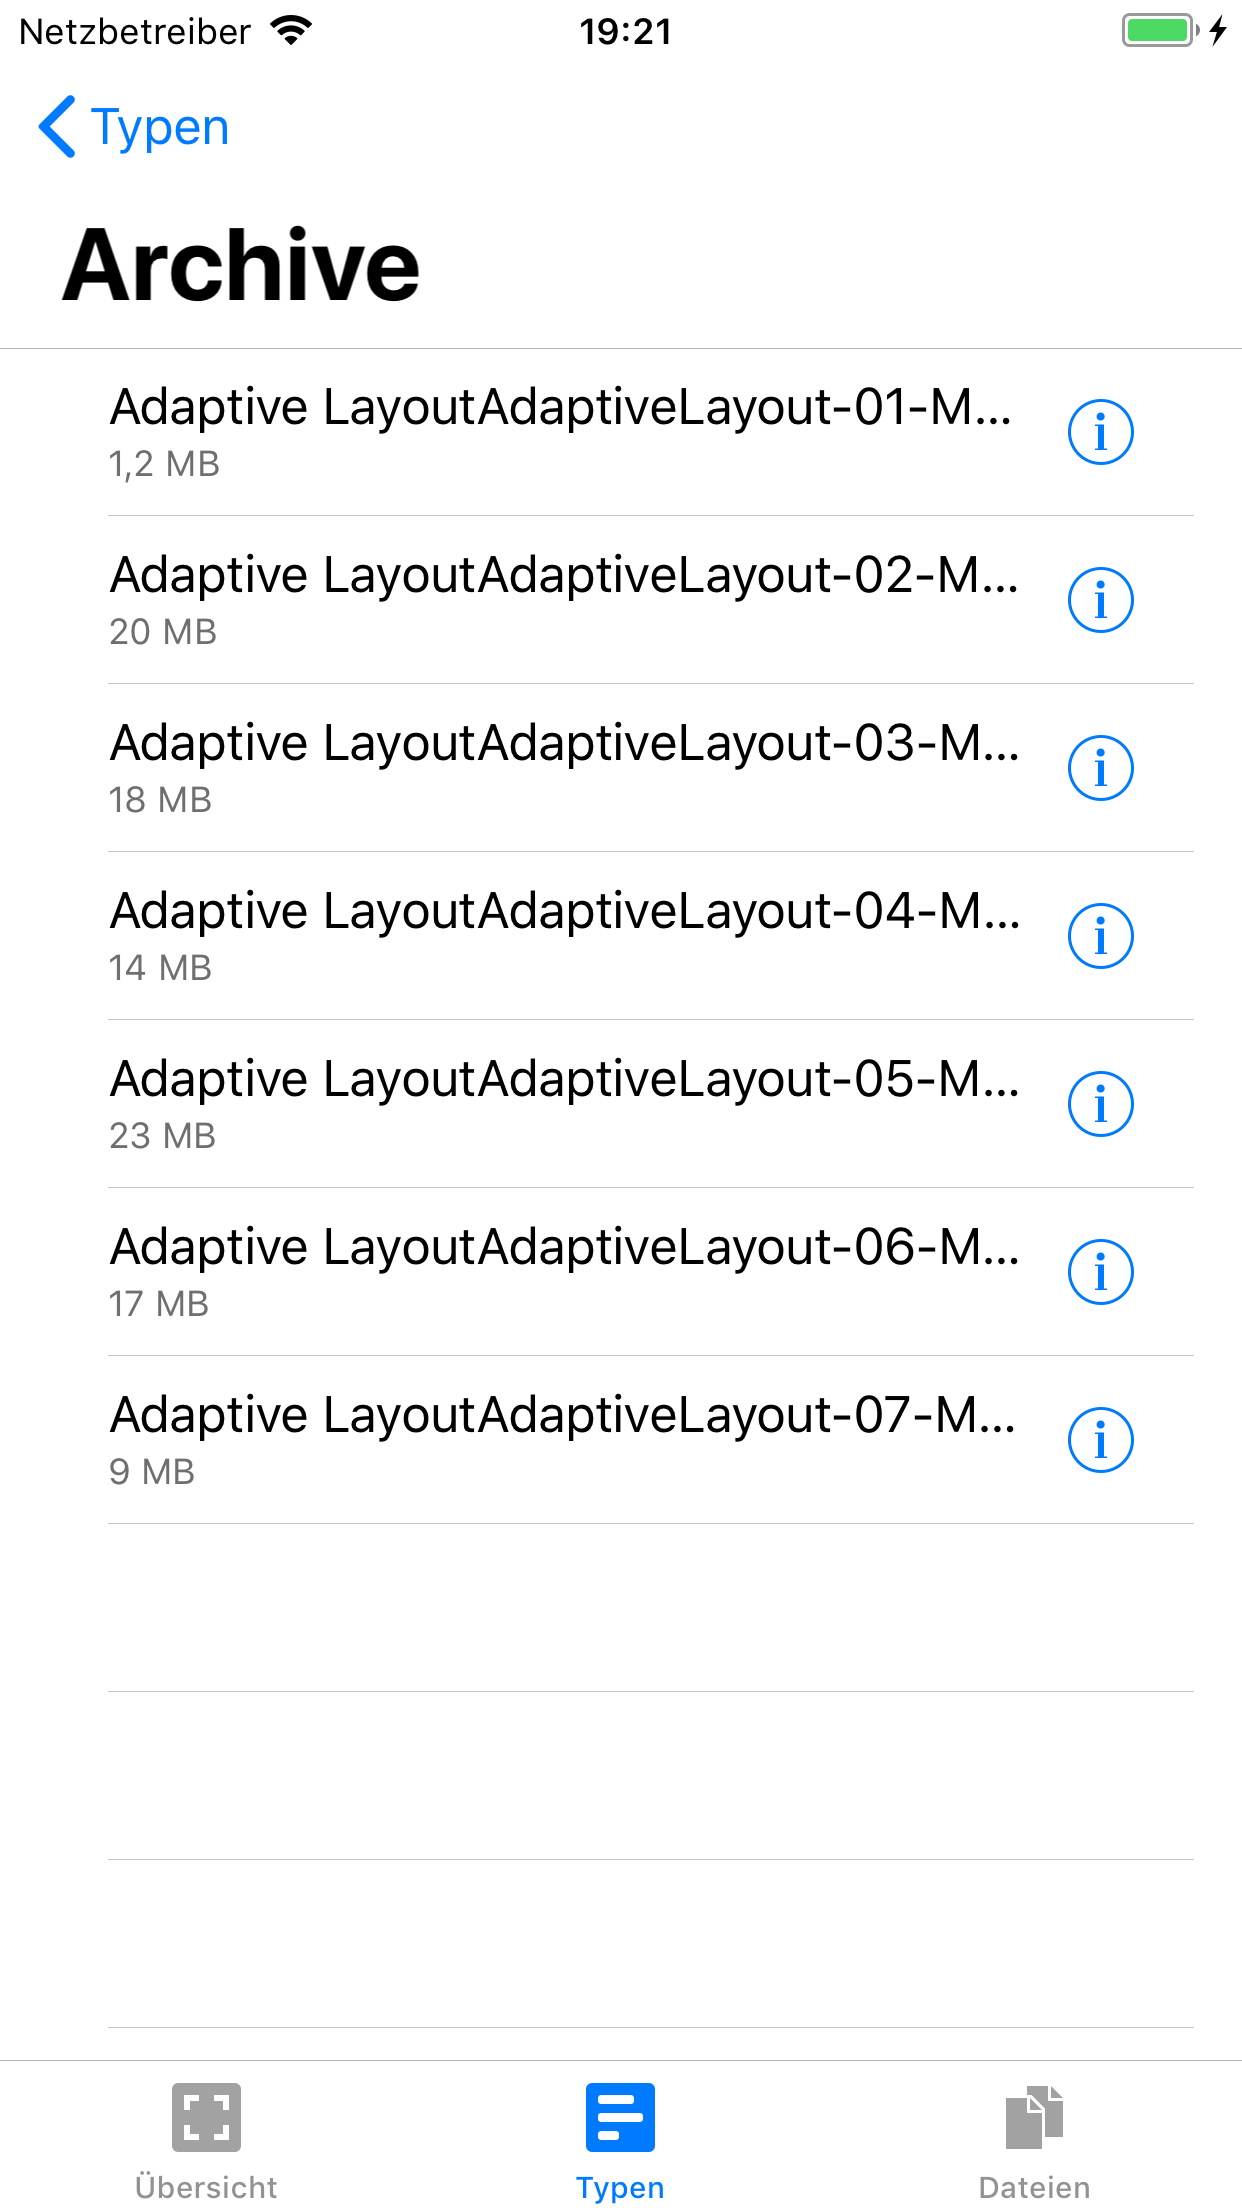 Netzbetreiber 19:21
Typen
Archive
Adaptive LayoutAdaptiveLayout-01-M...
1,2 MB
Adaptive LayoutAdaptiveLayout-02-M...
20 MB
Adaptive LayoutAdaptiveLayout-03-M...
18 MB
Adaptive LayoutAdaptiveLayout-04-M...
14 MB
Adaptive LayoutAdaptiveLayout-05-M...
23 MB
Adaptive LayoutAdaptiveLayout-06-M...
17 MB
Adaptive LayoutAdaptiveLayout-07-M...
9 MB
Übersicht Typen Dateien